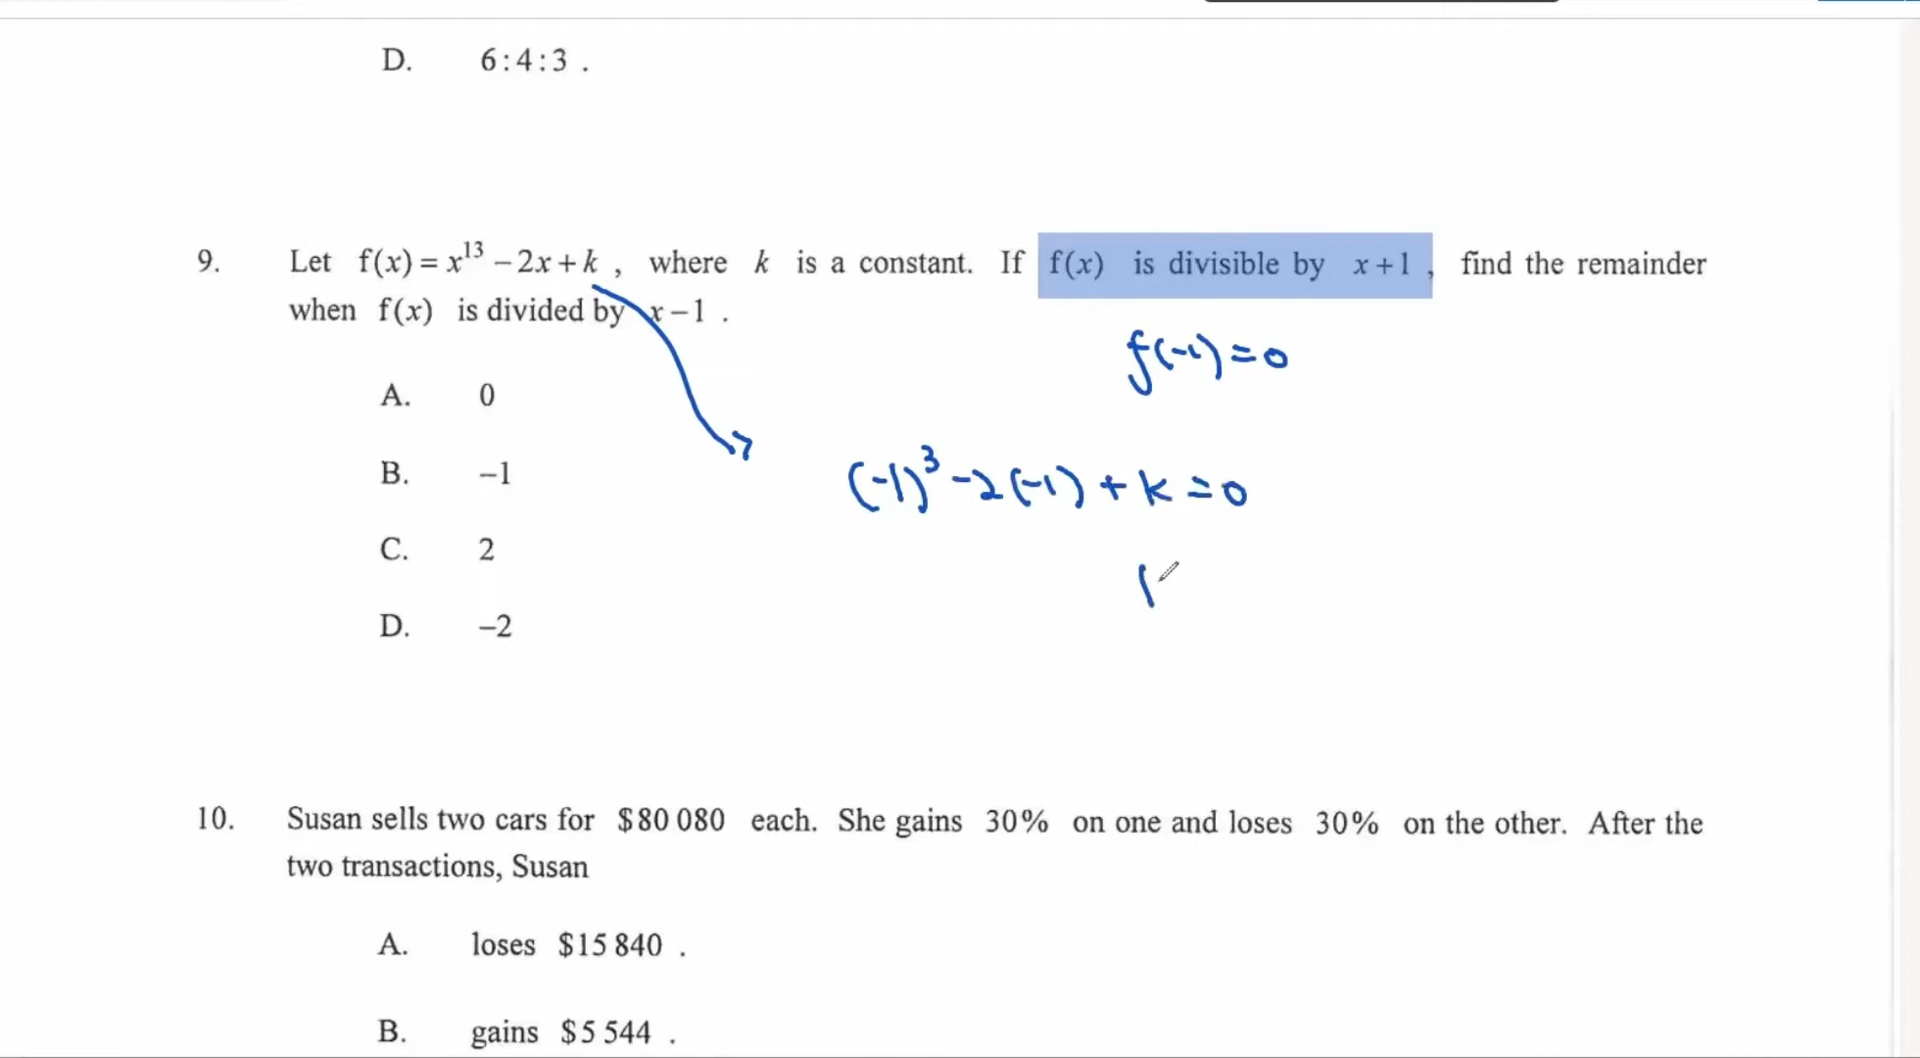 D. 6 : 4 : 3 .
9. Let f(x) = x¹³ − 2x + k , where k is a constant. If f(x) is divisible by x + 1 , find the remainder
when f(x) is divided by x − 1 .
f(-1) = 0
A. 0
(-1)³ - 2(-1) + k = 0
B. −1
C. 2
D. −2
10. Susan sells two cars for $80 080 each. She gains 30% on one and loses 30% on the other. After the
two transactions, Susan
A. loses $15 840 .
B. gains $5 544 .